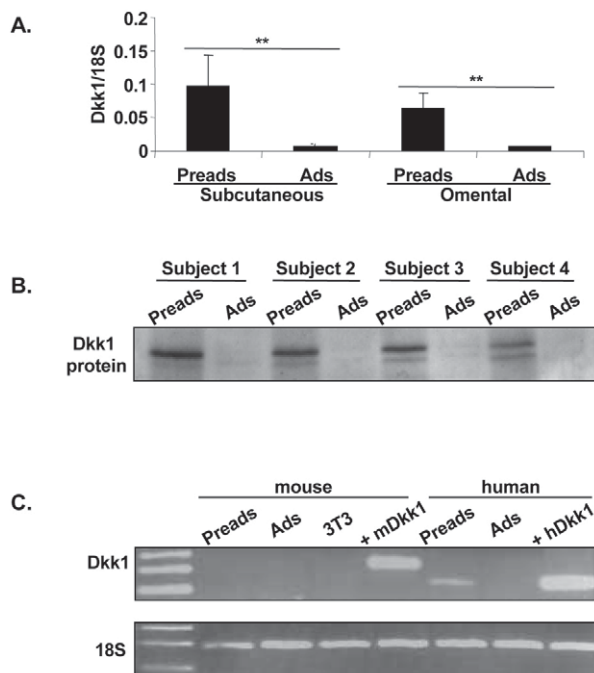 A.
Dkk1/18S
0.2
0.15
0.1
0.05
0
**
**
Preads Ads Preads Ads
Subcutaneous Omental
B.
Subject 1 Subject 2 Subject 3 Subject 4
Preads Ads Preads Ads Preads Ads Preads Ads
Dkk1
protein
C.
mouse human
Preads Ads 3T3 + mDkk1 Preads Ads + hDkk1
Dkk1
18S